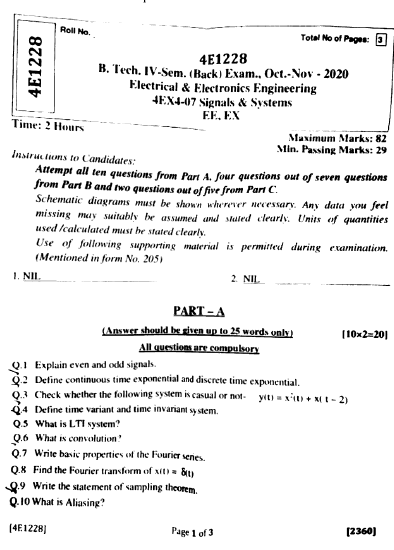 4E1228
Roll No.
Total No of Pages: 3
4E1228
B. Tech. IV-Sem. (Back) Exam., Oct.-Nov - 2020
Electrical & Electronics Engineering
4EX4-07 Signals & Systems
EE, EX
Time: 2 Hours
Maximum Marks: 82
Min. Passing Marks: 29
Instructions to Candidates:
Attempt all ten questions from Part A, four questions out of seven questions
from Part B and two questions out of five from Part C.
Schematic diagrams must be shown wherever necessary. Any data you feel
missing may suitably be assumed and stated clearly. Units of quantities
used /calculated must be stated clearly.
Use of following supporting material is permitted during examination.
(Mentioned in form No. 205)
1. NIL
2. NIL
PART – A
(Answer should be given up to 25 words only) [10×2=20]
All questions are compulsory
Q.1 Explain even and odd signals.
Q.2 Define continuous time exponential and discrete time exponential.
Q.3 Check whether the following system is casual or not- y(t) = x²(t) + x( t – 2)
Q.4 Define time variant and time invariant system.
Q.5 What is LTI system?
Q.6 What is convolution?
Q.7 Write basic properties of the Fourier series.
Q.8 Find the Fourier transform of x(t) = δ(t)
Q.9 Write the statement of sampling theorem.
Q.10 What is Aliasing?
[4E1228] Page 1 of 3 [2360]